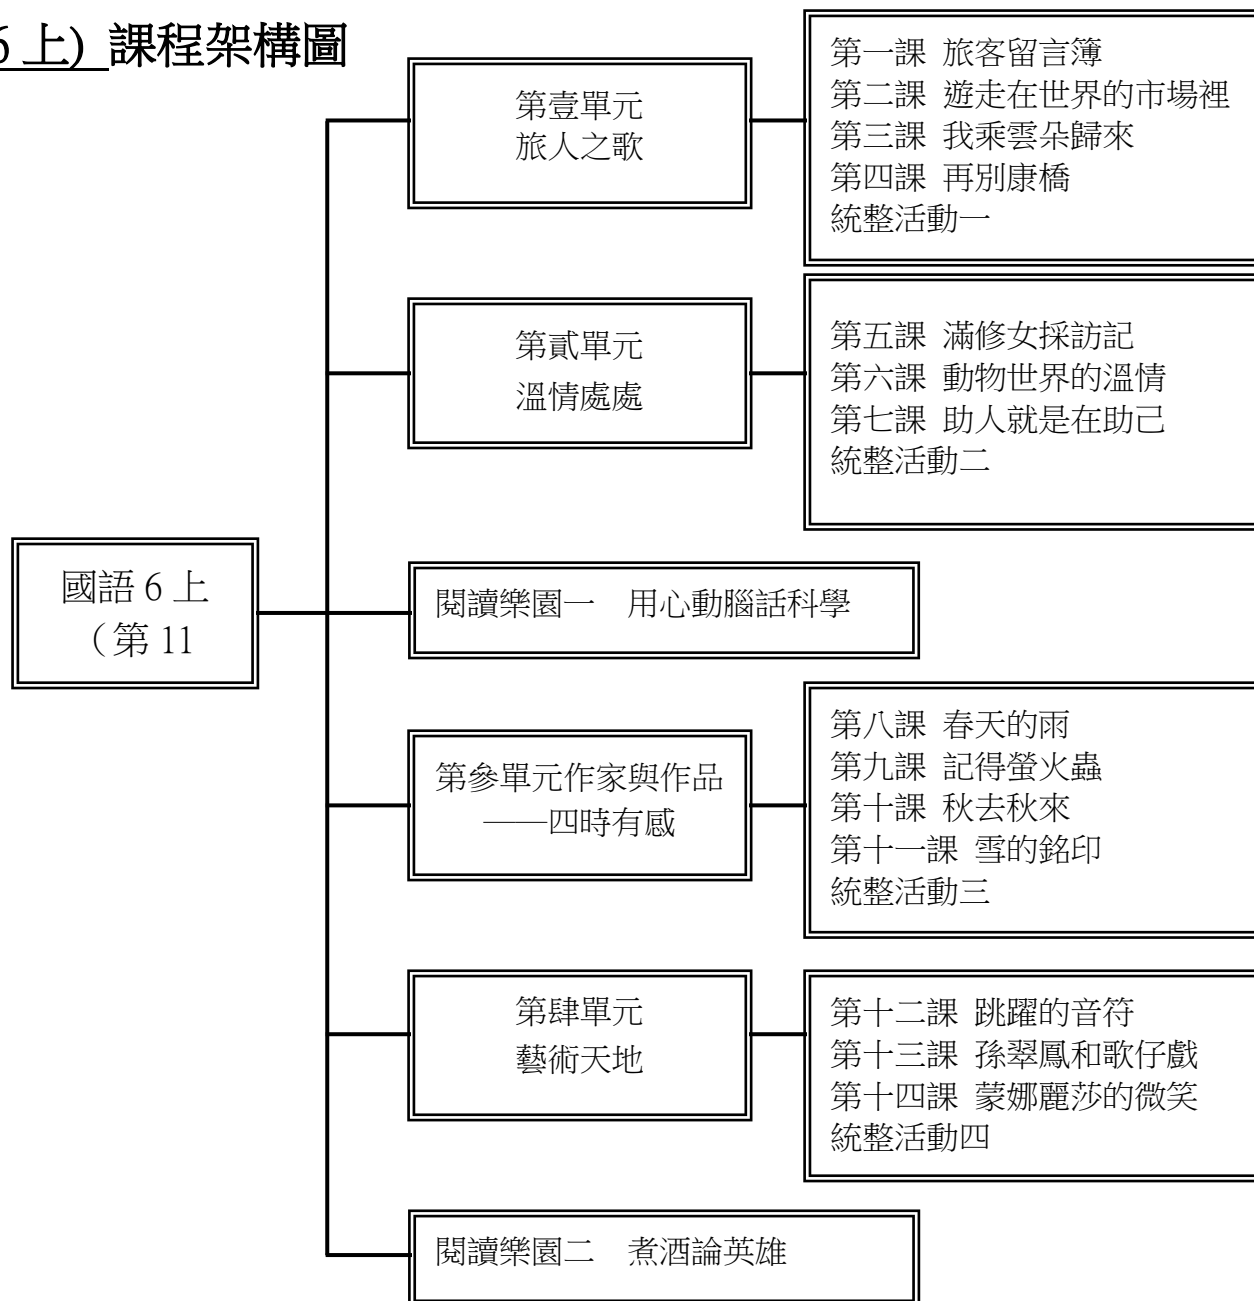 6 上) 課程架構圖
第壹單元
旅人之歌
第一課 旅客留言簿
第二課 遊走在世界的市場裡
第三課 我乘雲朵歸來
第四課 再別康橋
統整活動一
第貳單元
溫情處處
第五課 滿修女採訪記
第六課 動物世界的溫情
第七課 助人就是在助己
統整活動二
國語 6 上
（第 11
閱讀樂園一　用心動腦話科學
第參單元作家與作品
──四時有感
第八課 春天的雨
第九課 記得螢火蟲
第十課 秋去秋來
第十一課 雪的銘印
統整活動三
第肆單元
藝術天地
第十二課 跳躍的音符
第十三課 孫翠鳳和歌仔戲
第十四課 蒙娜麗莎的微笑
統整活動四
閱讀樂園二　煮酒論英雄